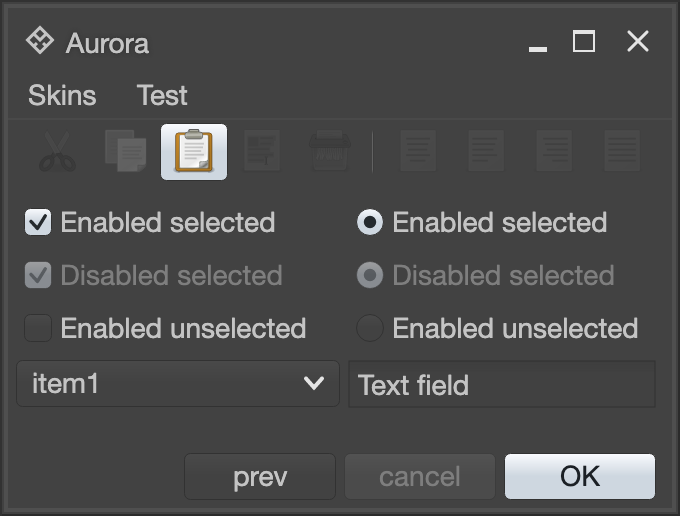 Aurora
Skins Test
Enabled selected Enabled selected
Disabled selected Disabled selected
Enabled unselected Enabled unselected
item1 Text field
prev cancel OK